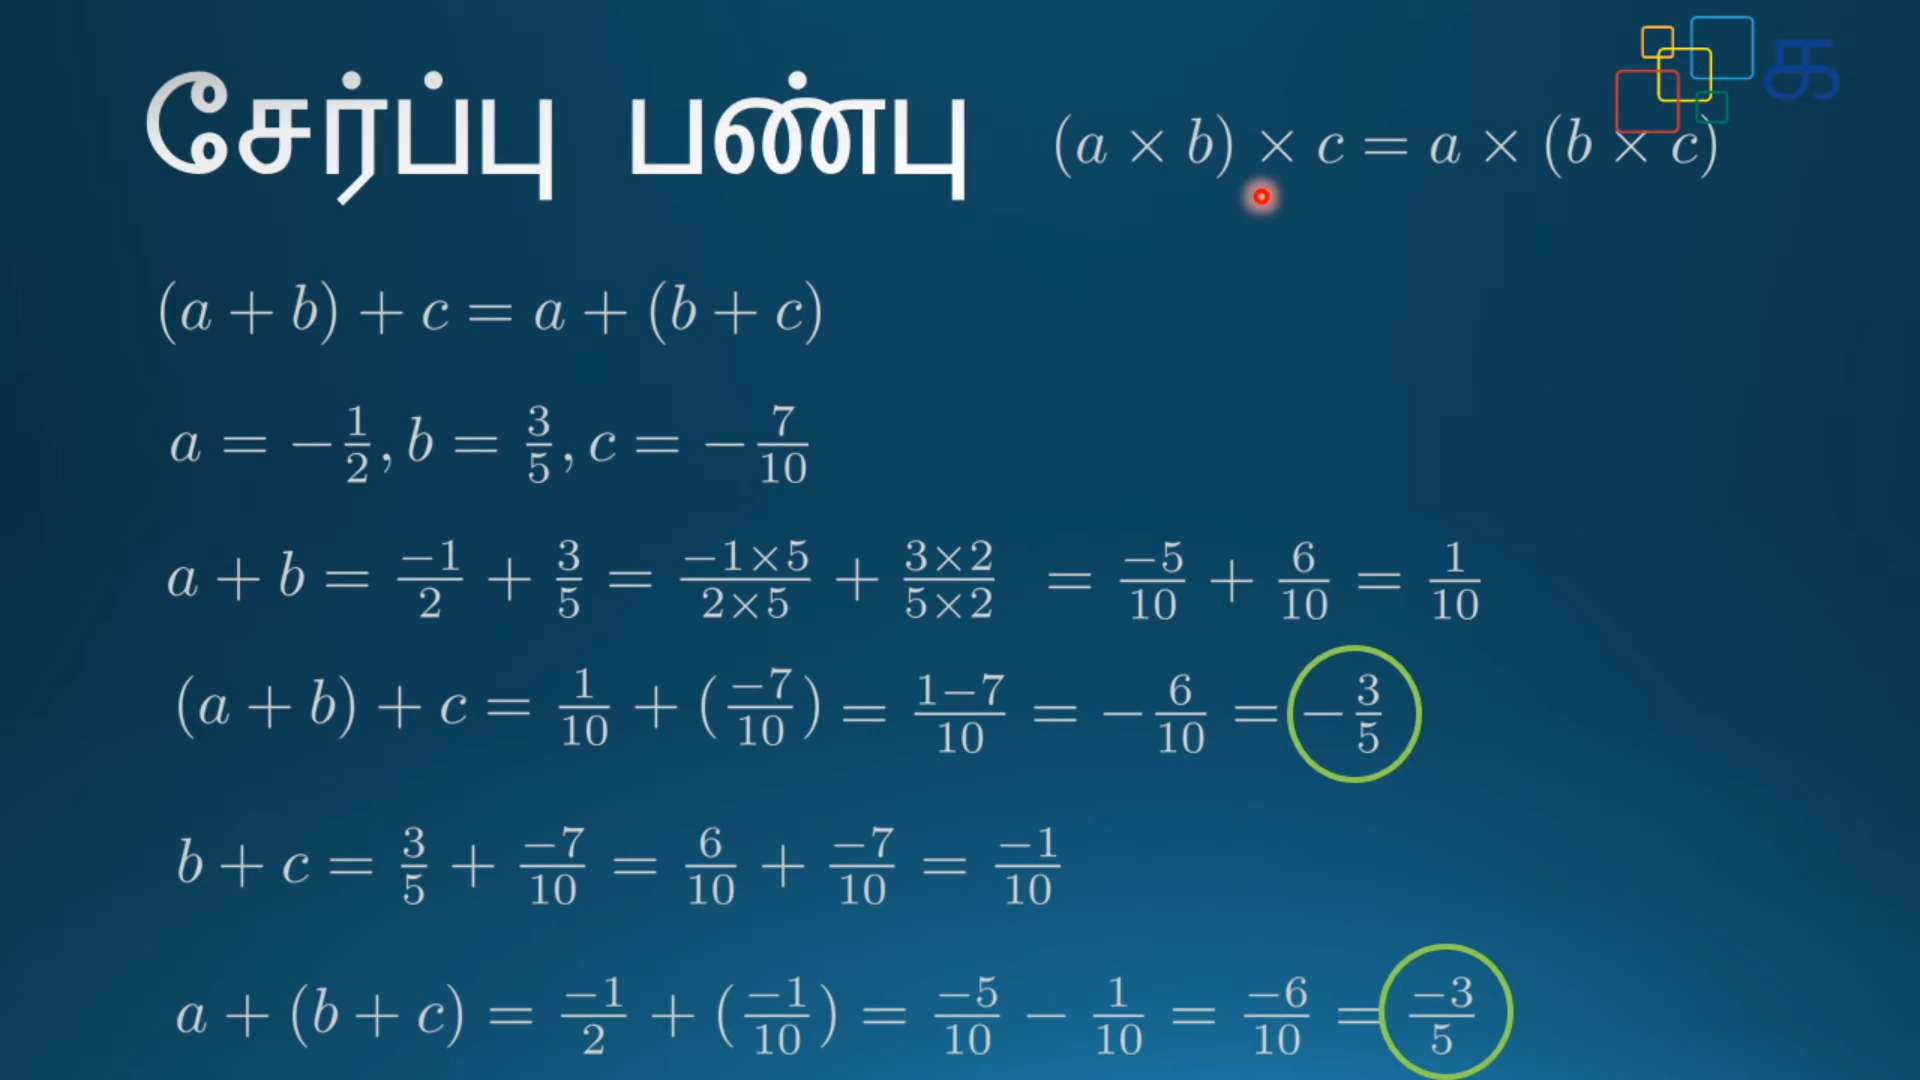 சேர்ப்பு பண்பு (a × b) × c = a × (b × c)
க
(a + b) + c = a + (b + c)
a = −1/2, b = 3/5, c = −7/10
a + b = −1/2 + 3/5 = −1×5/2×5 + 3×2/5×2 = −5/10 + 6/10 = 1/10
(a + b) + c = 1/10 + (−7/10) = 1−7/10 = −6/10 = −3/5
b + c = 3/5 + −7/10 = 6/10 + −7/10 = −1/10
a + (b + c) = −1/2 + (−1/10) = −5/10 − 1/10 = −6/10 = −3/5